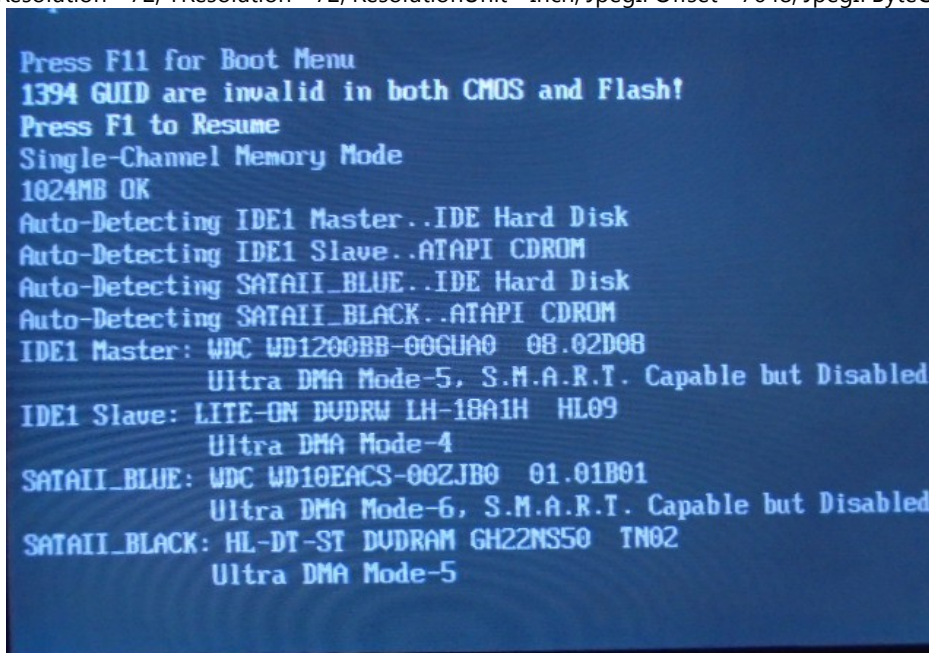 Press F11 for Boot Menu
1394 GUID are invalid in both CMOS and Flash!
Press F1 to Resume
Single-Channel Memory Mode
1024MB OK
Auto-Detecting IDE1 Master..IDE Hard Disk
Auto-Detecting IDE1 Slave..ATAPI CDROM
Auto-Detecting SATAII_BLUE..IDE Hard Disk
Auto-Detecting SATAII_BLACK..ATAPI CDROM
IDE1 Master: WDC WD1200BB-00GUA0 08.02D08
Ultra DMA Mode-5, S.M.A.R.T. Capable but Disabled
IDE1 Slave: LITE-ON DVDRW LH-18A1H HL09
Ultra DMA Mode-4
SATAII_BLUE: WDC WD10EACS-00ZJB0 01.01B01
Ultra DMA Mode-6, S.M.A.R.T. Capable but Disabled
SATAII_BLACK: HL-DT-ST DVDRAM GH22NS50 TN02
Ultra DMA Mode-5